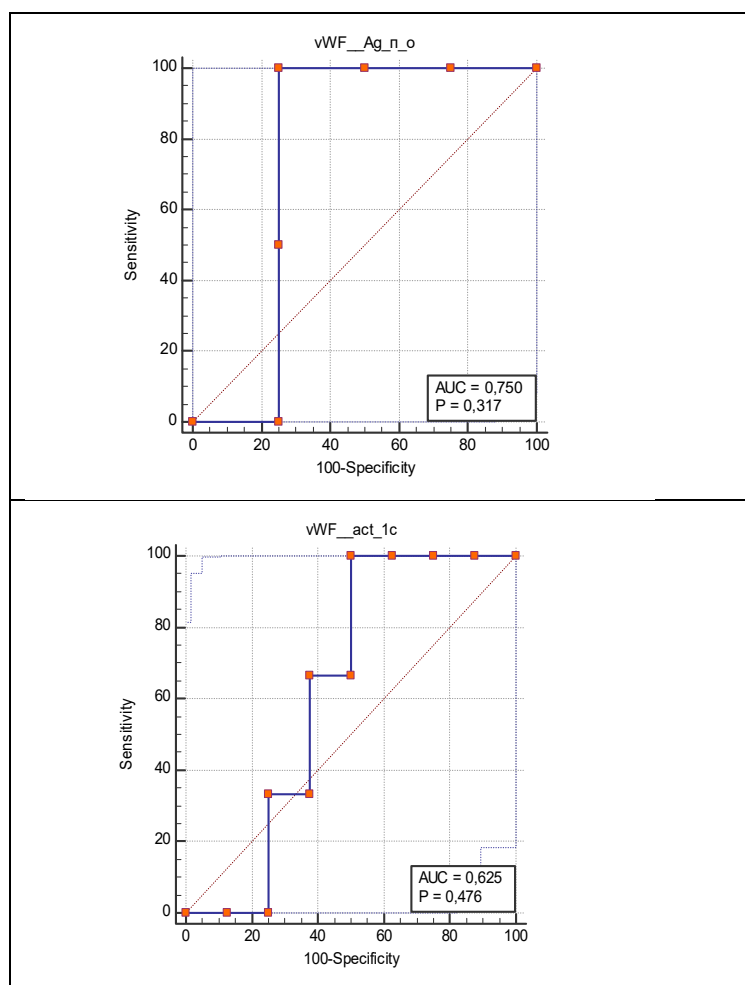 vWF__Ag_п_o
100
80
60
40
20
0
Sensitivity
AUC = 0,750
P = 0,317
0 20 40 60 80 100
100-Specificity
vWF__act_1c
100
80
60
40
20
0
Sensitivity
AUC = 0,625
P = 0,476
0 20 40 60 80 100
100-Specificity